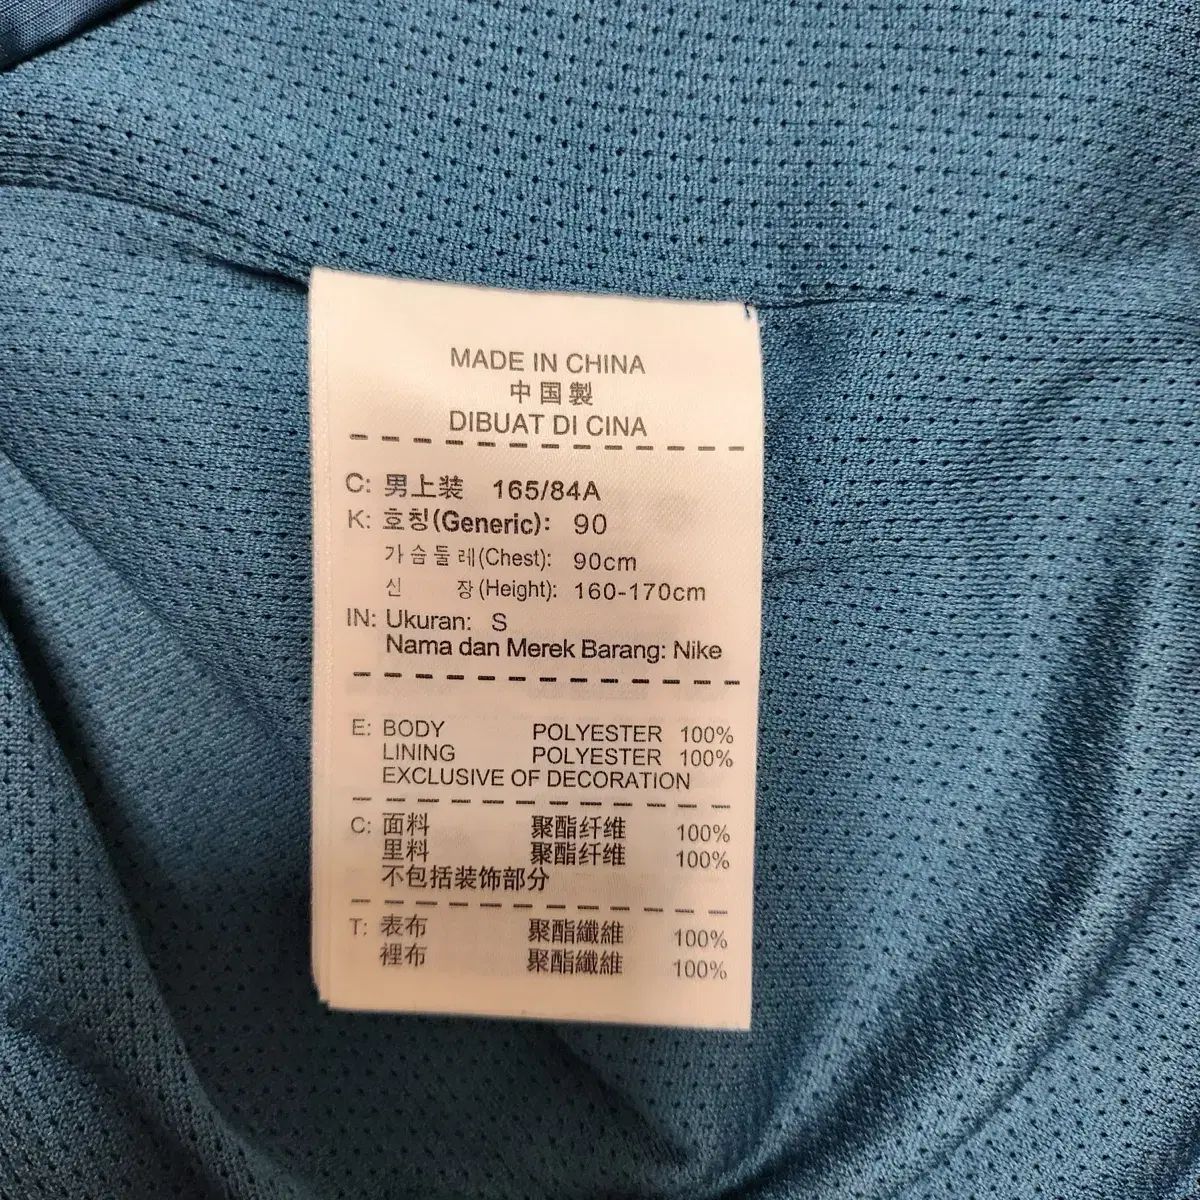 MADE IN CHINA
中国製
DIBUAT DI CINA
C: 男上装 165/84A
K: 호칭(Generic): 90
가슴둘레(Chest): 90cm
신 장(Height): 160-170cm
IN: Ukuran: S
Nama dan Merek Barang: Nike
E: BODY POLYESTER 100%
LINING POLYESTER 100%
EXCLUSIVE OF DECORATION
C: 面料 聚酯纤维 100%
里料 聚酯纤维 100%
不包括装饰部分
T: 表布 聚酯纖維 100%
裡布 聚酯纖維 100%